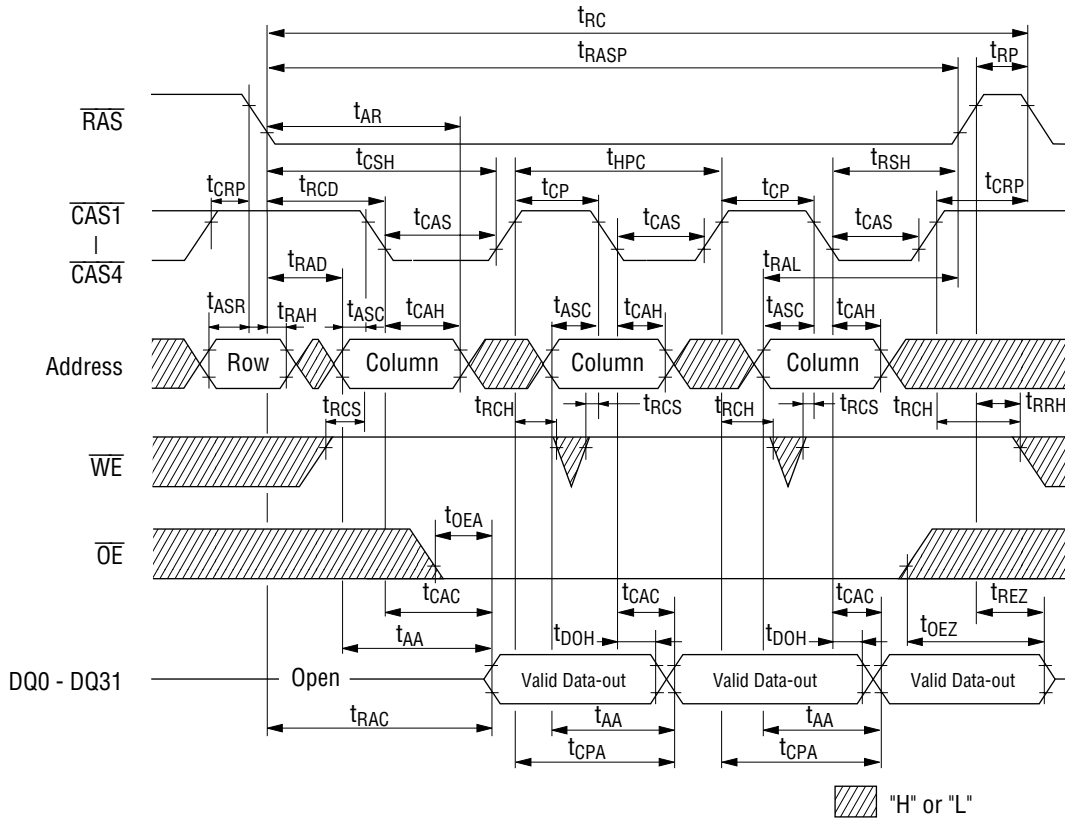 tRC
tRASP
tRP
RAS
tAR
tCSH
tHPC
tRSH
tCRP
tRCD
tCP
tCP
tCRP
CAS1
|
CAS4
tCAS
tCAS
tCAS
tRAD
tRAL
tASR
tRAH
tASC
tCAH
tASC
tCAH
tASC
tCAH
Address
Row
Column
Column
Column
tRCS
tRCH
tRCS
tRCH
tRCS
tRCH
tRRH
WE
tOEA
OE
tCAC
tCAC
tCAC
tREZ
tAA
tDOH
tDOH
tOEZ
DQ0 - DQ31
Open
Valid Data-out
Valid Data-out
Valid Data-out
tRAC
tAA
tAA
tCPA
tCPA
"H" or "L"